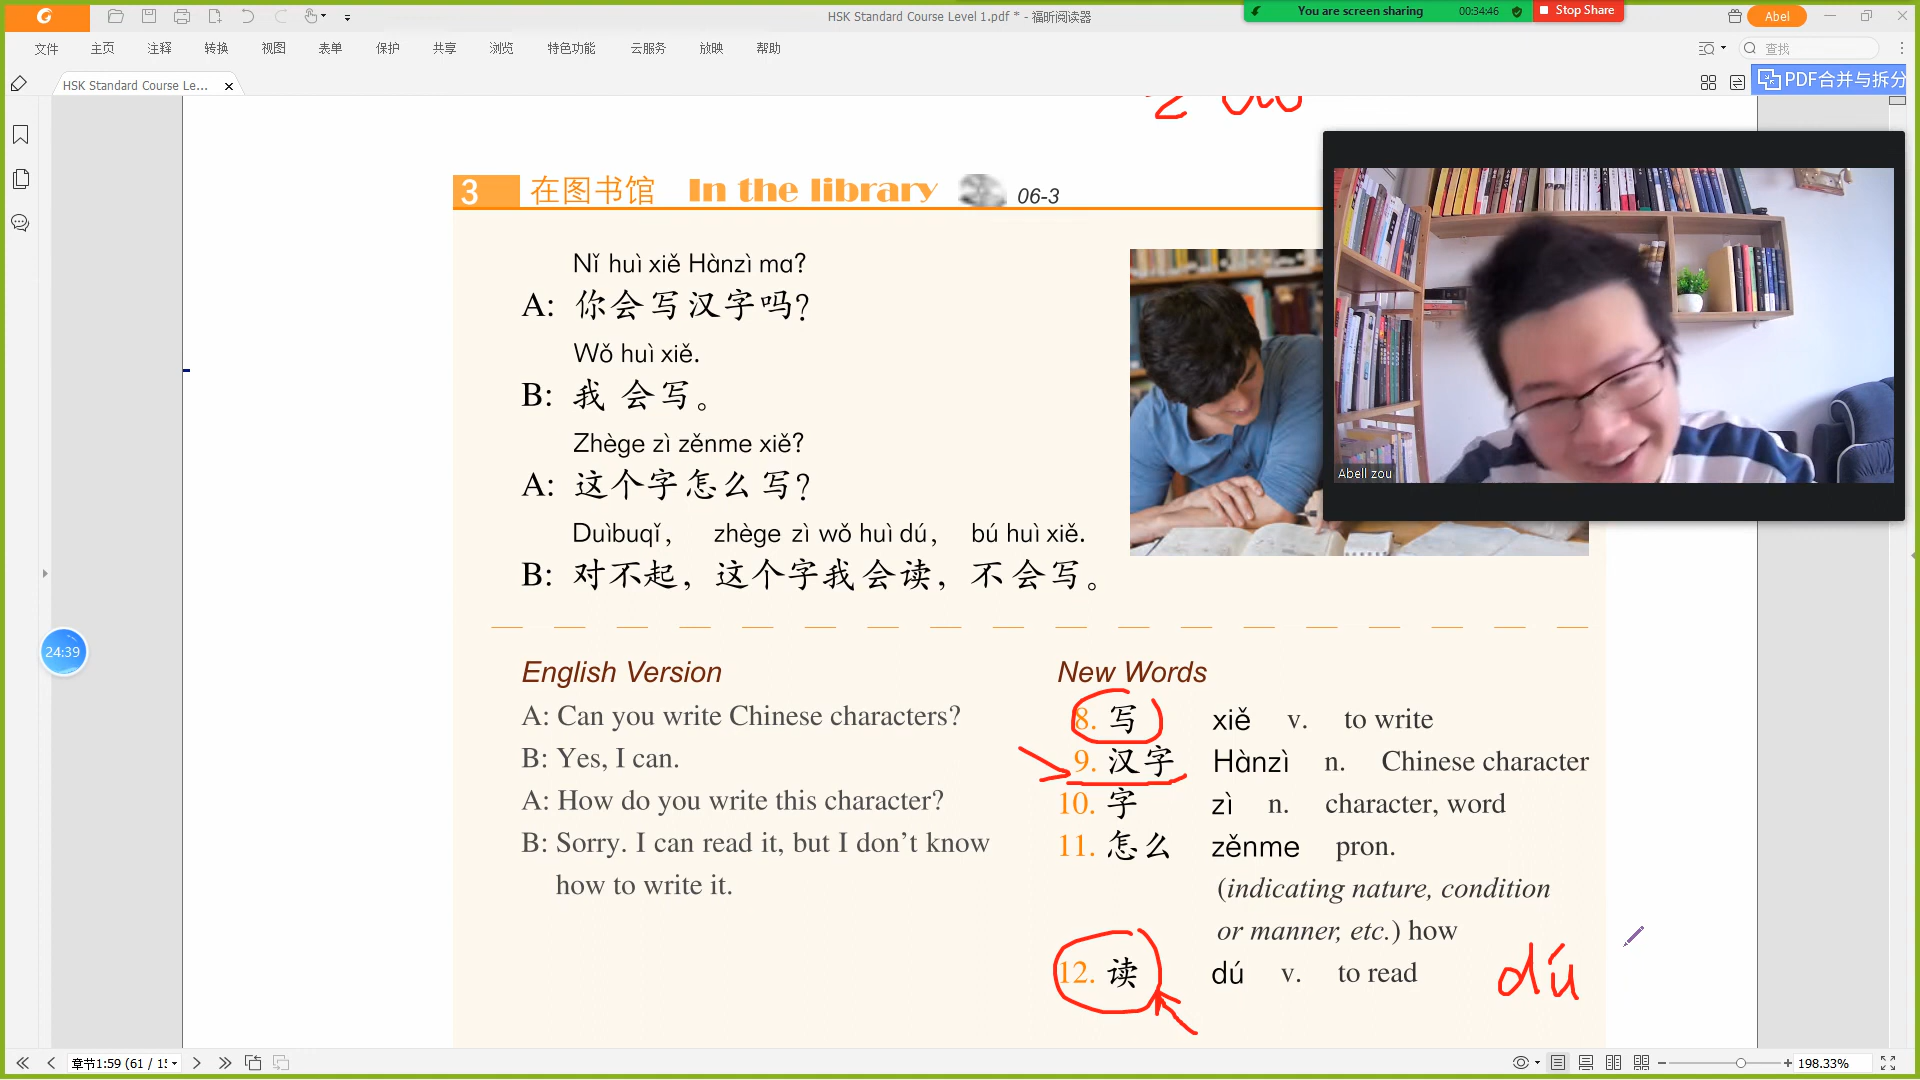 HSK Standard Course Level 1.pdf * - 福昕阅读器
You are screen sharing
00:34:46
Stop Share
Abel
文件 主页 注释 转换 视图 表单 保护 共享 浏览 特色功能 云服务 放映 帮助
查找
HSK Standard Course Le...
PDF合并与拆分
3 在图书馆 In the library 06-3
Nǐ huì xiě Hànzì ma?
A: 你会写汉字吗?
Wǒ huì xiě.
B: 我 会写。
Zhège zì zěnme xiě?
A: 这个字怎么写?
Duìbuqǐ, zhège zì wǒ huì dú, bú huì xiě.
B: 对不起, 这个字我会读, 不会写。
Abell zou
24:39
English Version
A: Can you write Chinese characters?
B: Yes, I can.
A: How do you write this character?
B: Sorry. I can read it, but I don't know
how to write it.
New Words
8. 写 xiě v. to write
9. 汉字 Hànzì n. Chinese character
10. 字 zì n. character, word
11. 怎么 zěnme pron.
(indicating nature, condition
or manner, etc.) how
12. 读 dú v. to read
dú
章节1:59 (61 / 1
198.33%